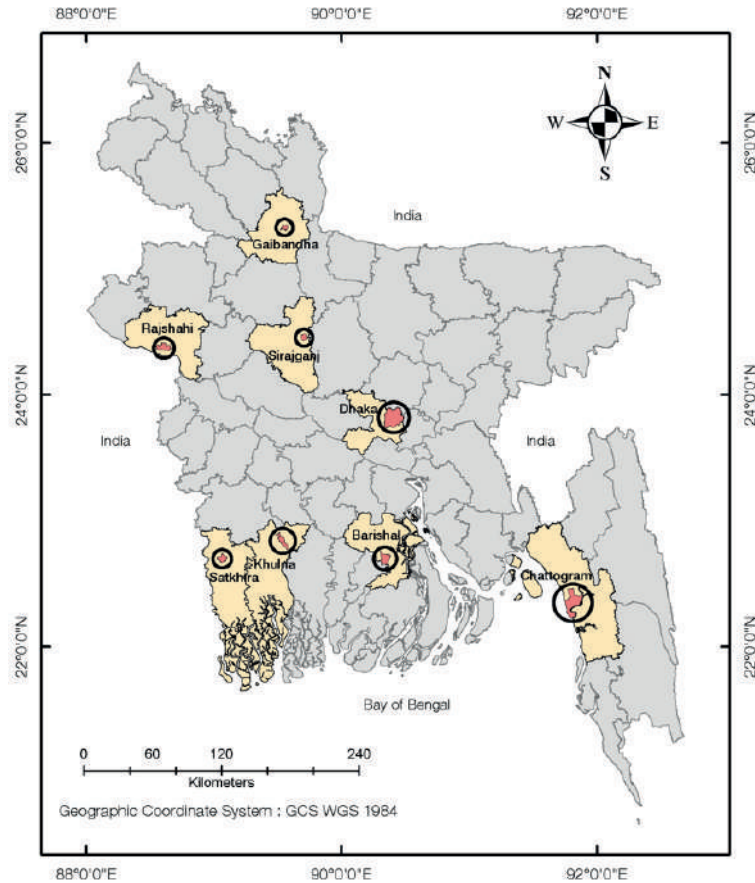 88°0'0"E 90°0'0"E 92°0'0"E
N
W E
S
26°0'0"N 26°0'0"N
India
Gaibandha
Rajshahi
Sirajganj
24°0'0"N 24°0'0"N
Dhaka
India India
Barishal
Khulna
Satkhira
Chattogram
22°0'0"N 22°0'0"N
Bay of Bengal
0 60 120 240
Kilometers
Geographic Coordinate System : GCS WGS 1984
88°0'0"E 90°0'0"E 92°0'0"E